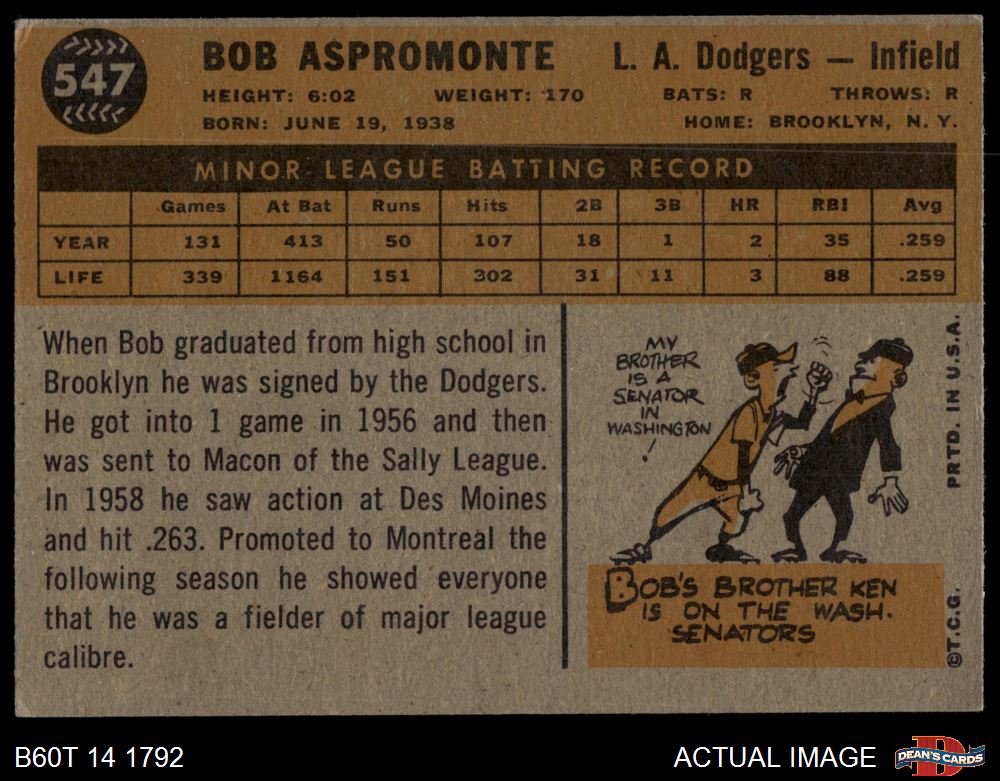 547
BOB ASPROMONTE L. A. Dodgers — Infield
HEIGHT: 6:02 WEIGHT: 170 BATS: R THROWS: R
BORN: JUNE 19, 1938 HOME: BROOKLYN, N. Y.
MINOR LEAGUE BATTING RECORD
Games At Bat Runs Hits 2B 3B HR RBI Avg
YEAR 131 413 50 107 18 1 2 35 .259
LIFE 339 1164 151 302 31 11 3 88 .259
When Bob graduated from high school in
Brooklyn he was signed by the Dodgers.
He got into 1 game in 1956 and then
was sent to Macon of the Sally League.
In 1958 he saw action at Des Moines
and hit .263. Promoted to Montreal the
following season he showed everyone
that he was a fielder of major league
calibre.
MY
BROTHER
IS A
SENATOR
IN
WASHINGTON
!
BOB'S BROTHER KEN
IS ON THE WASH.
SENATORS
©T.C.G. PRTD. IN U.S.A.
B60T 14 1792 ACTUAL IMAGE
D
DEAN'S CARDS